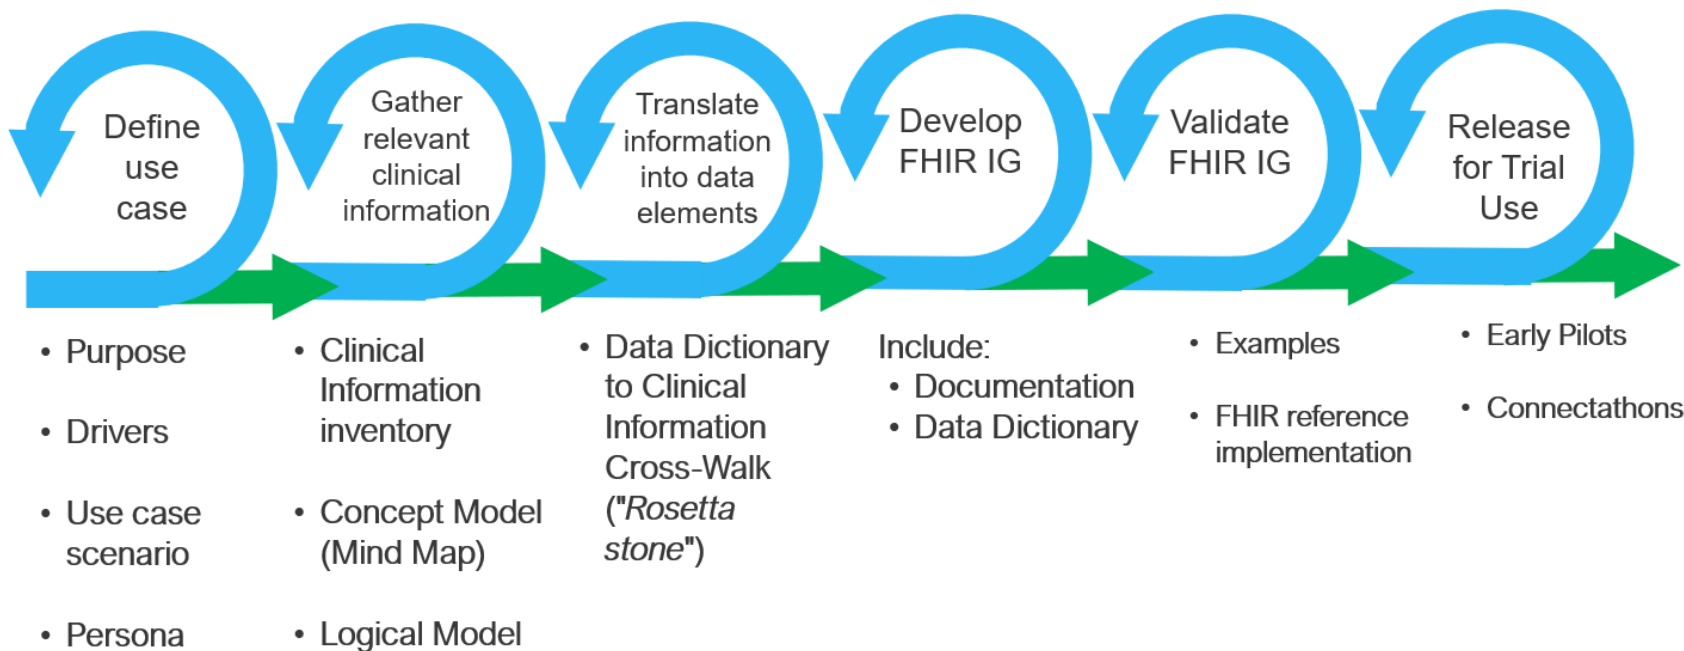 Define
use
case
Gather
relevant
clinical
information
Translate
information
into data
elements
Develop
FHIR IG
Validate
FHIR IG
Release
for Trial
Use
• Purpose
• Drivers
• Use case
scenario
• Persona
• Clinical
Information
inventory
• Concept Model
(Mind Map)
• Logical Model
• Data Dictionary
to Clinical
Information
Cross-Walk
("Rosetta
stone")
Include:
• Documentation
• Data Dictionary
• Examples
• FHIR reference
implementation
• Early Pilots
• Connectathons